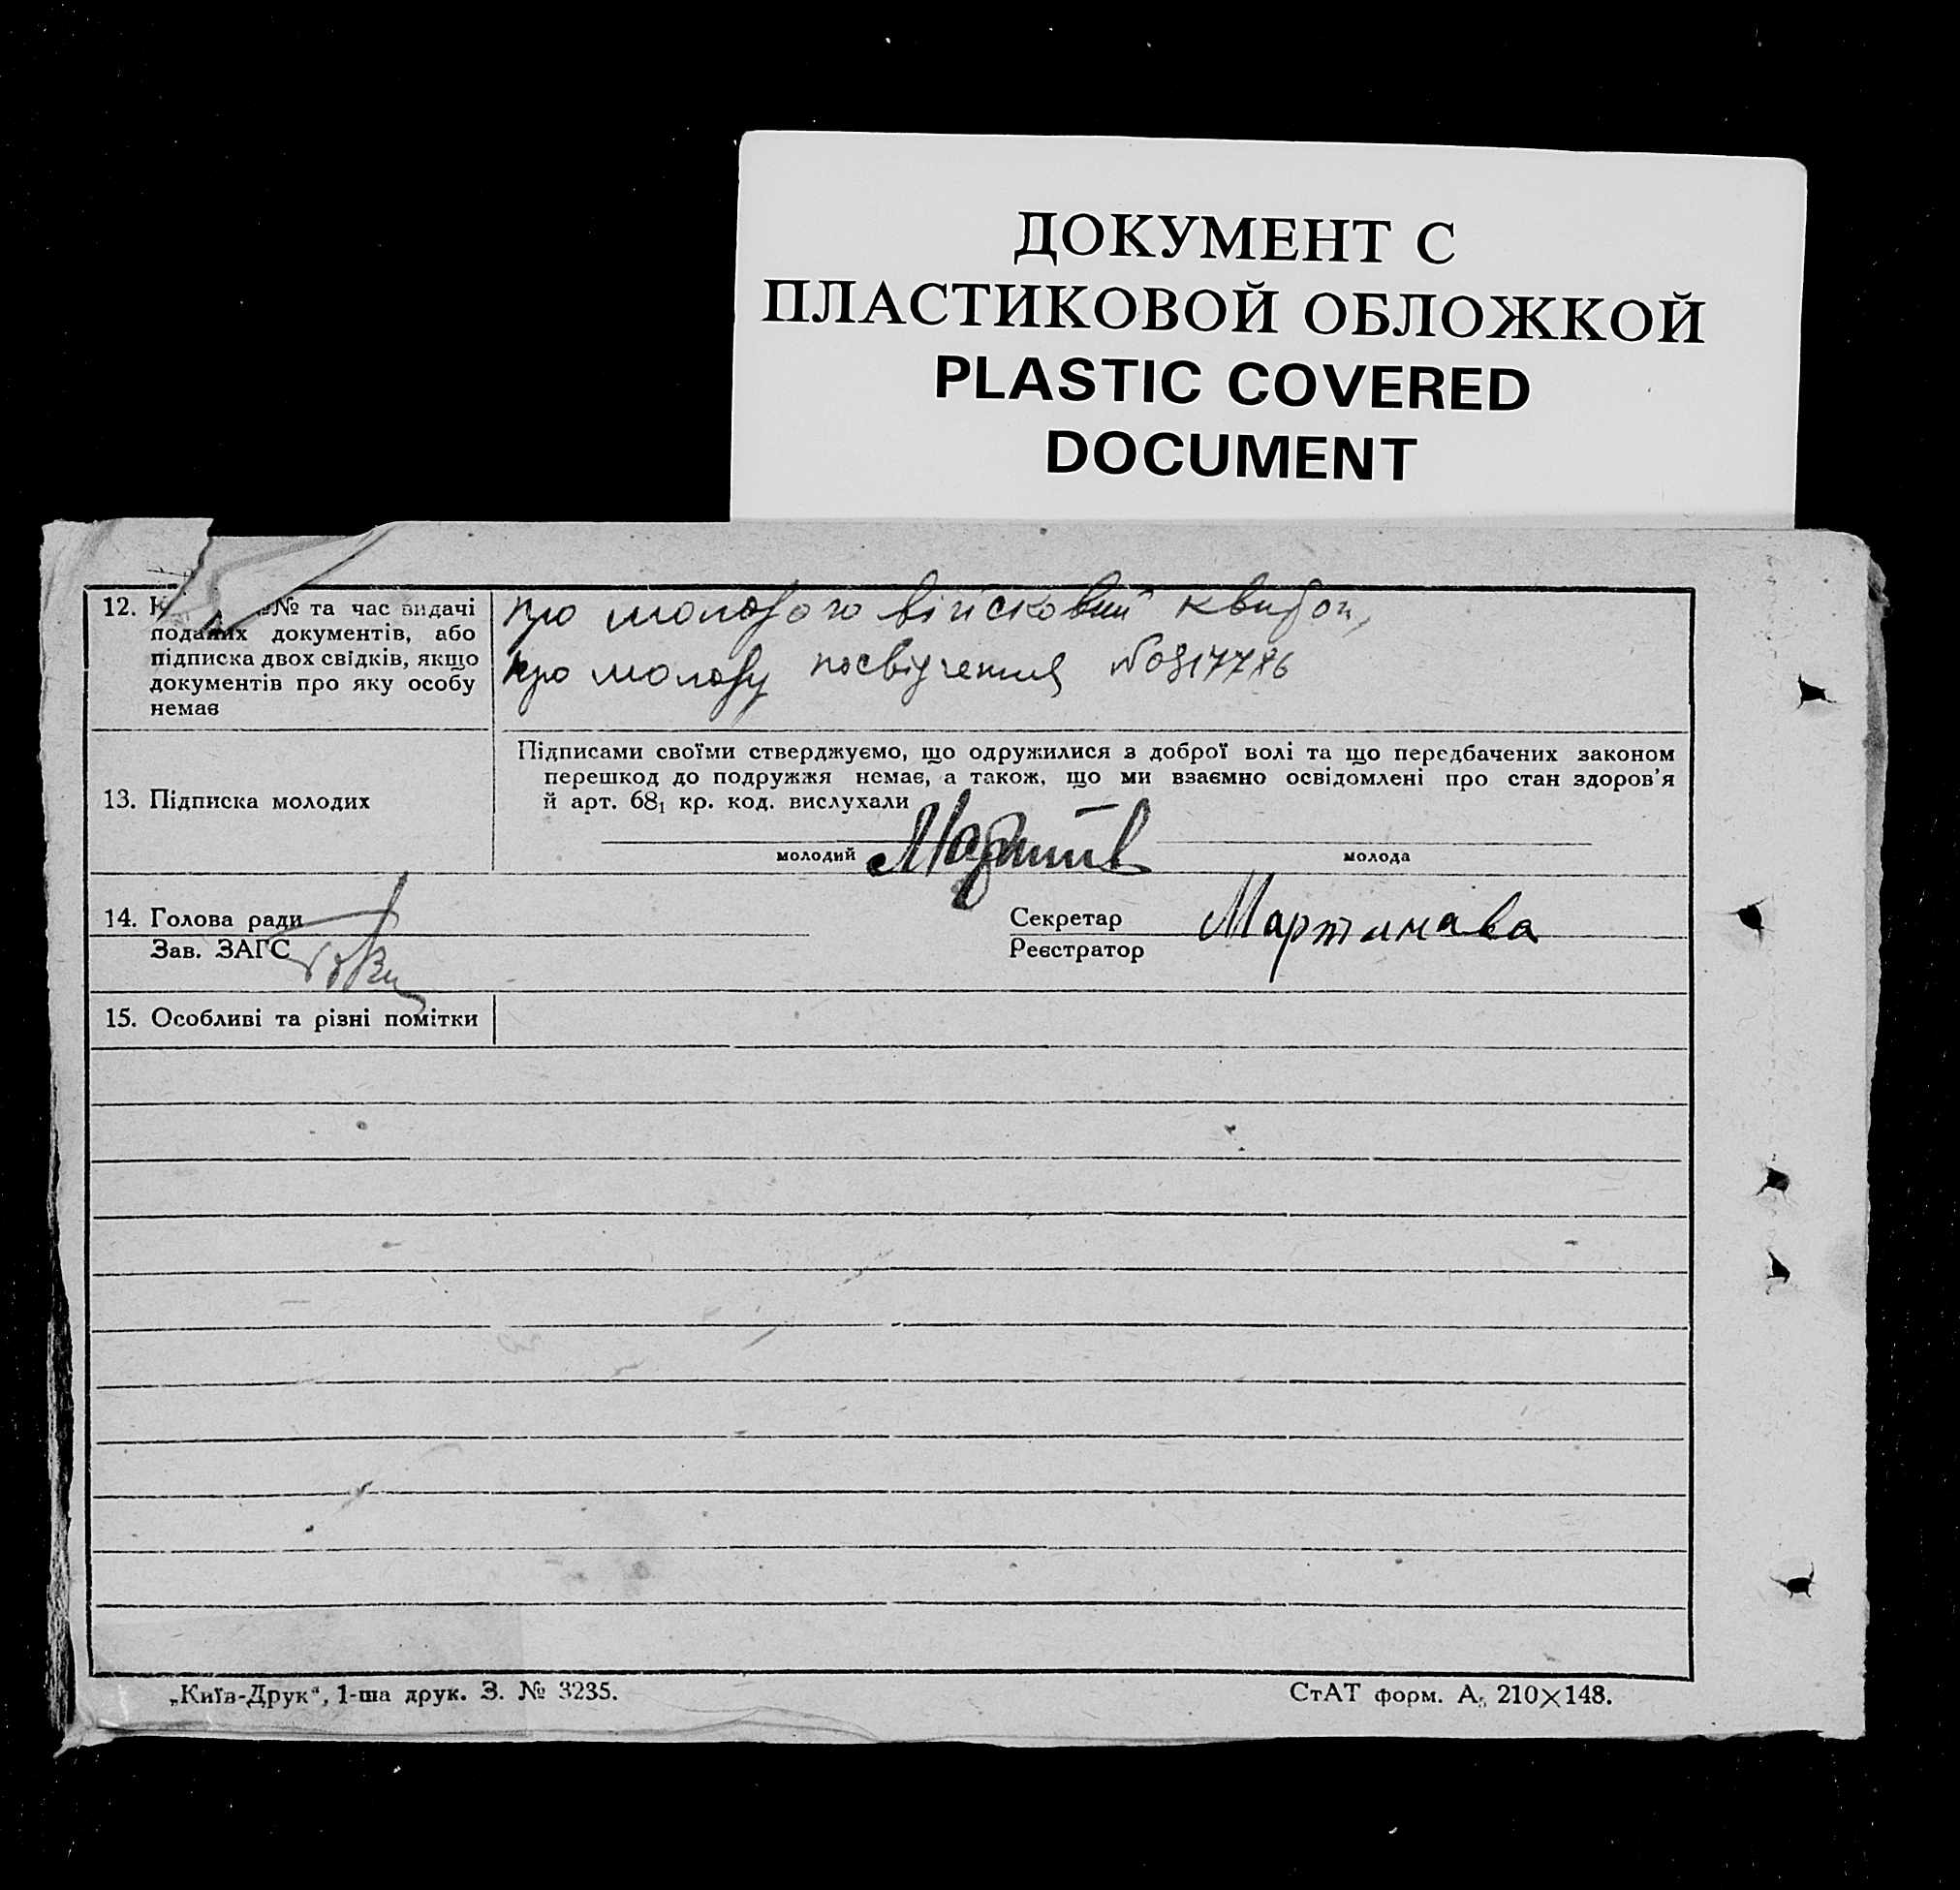 ДОКУМЕНТ С
ПЛАСТИКОВОЙ ОБЛОЖКОЙ
PLASTIC COVERED
DOCUMENT
12. № та час видачі
поданих документів, або
підписка двох свідків, якщо
документів про яку особу
немає
про молодого військовий квиток,
про молоду посвідчення
Підписами своїми стверджуємо, що одружилися з доброї волі та що передбачених законом
перешкод до подружжя немає, а також, що ми взаємно освідомлені про стан здоров'я
й арт. 68₁ кр. код. вислухали
13. Підписка молодих
молодий
молода
14. Голова ради
Зав. ЗАГС
Секретар
Реєстратор
Мартинава
15. Особливі та різні помітки
„Київ-Друк“, 1-ша друк. З. № 3235.
СтАТ форм. А₅ 210×148.